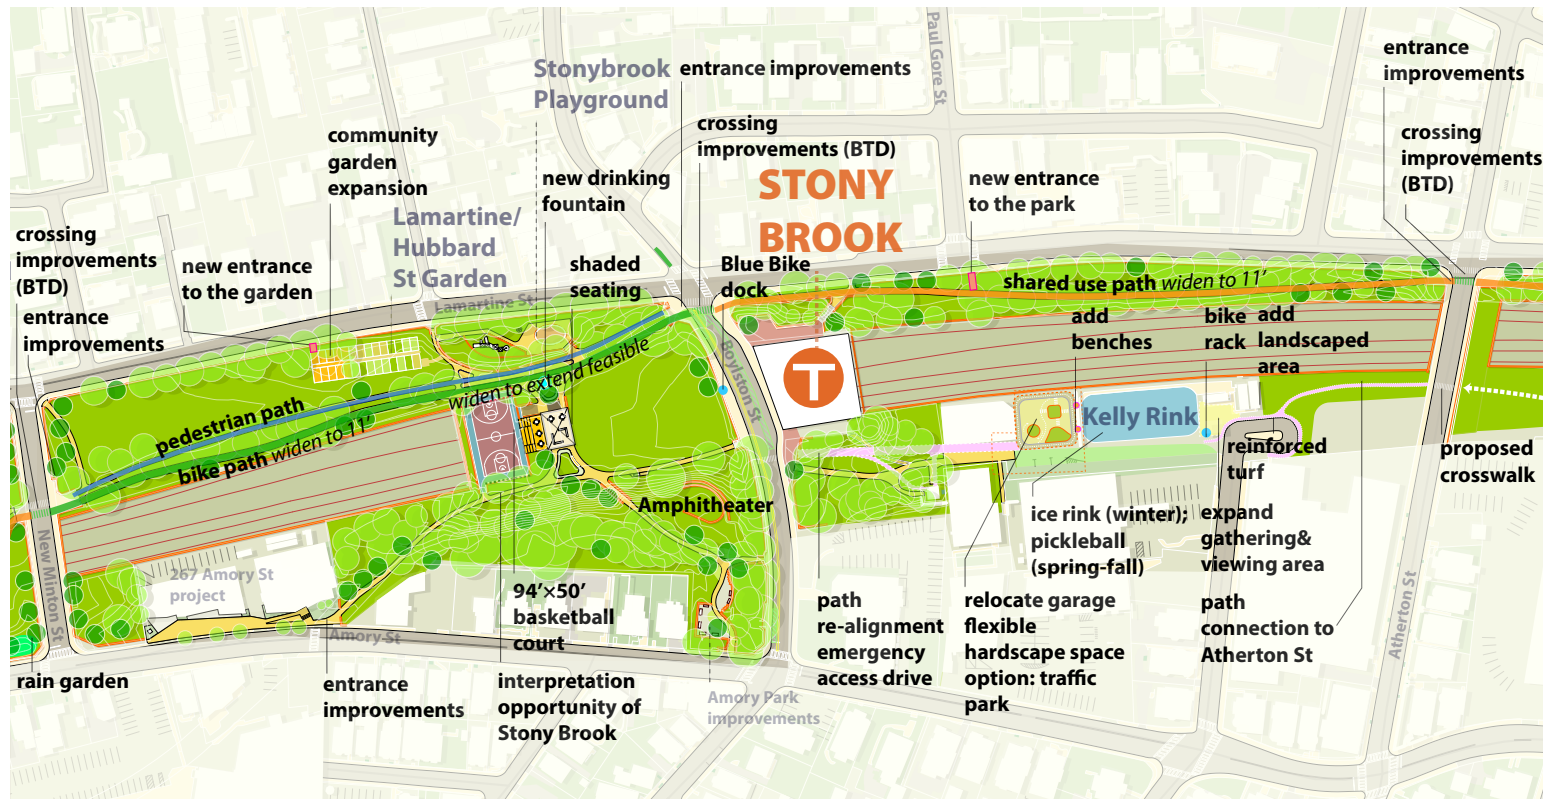 Paul Gore St
entrance
improvements
Stonybrook
Playground
entrance improvements
crossing
improvements (BTD)
crossing
improvements
(BTD)
community
garden
expansion
STONY
BROOK
new drinking
fountain
new entrance
to the park
Lamartine/
Hubbard
St Garden
crossing
improvements
(BTD)
new entrance
to the garden
shaded
seating
Blue Bike
dock
shared use path widen to 11’
Lamartine St
entrance
improvements
add
benches
bike
rack
add
landscaped
area
Boylston St
T
widen to extend feasible
pedestrian path
bike path widen to 11’
Kelly Rink
reinforced
turf
proposed
crosswalk
Amphitheater
ice rink (winter);
pickleball
(spring-fall)
expand
gathering&
viewing area
New Minton St
267 Amory St
project
94’×50’
basketball
court
path
re-alignment
emergency
access drive
relocate garage
flexible
hardscape space
option: traffic
park
path
connection to
Atherton St
Atherton St
Amory St
rain garden
entrance
improvements
interpretation
opportunity of
Stony Brook
Amory Park
improvements